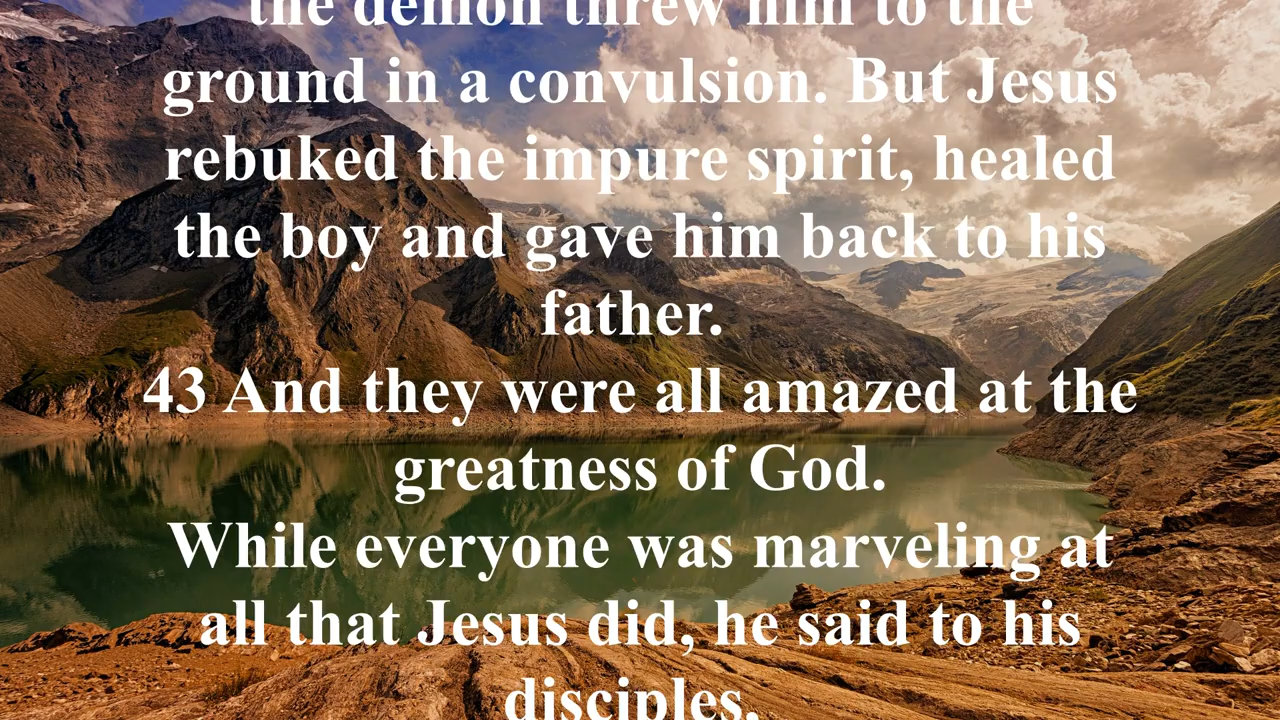 the demon threw him to the
ground in a convulsion. But Jesus
rebuked the impure spirit, healed
the boy and gave him back to his
father.
43 And they were all amazed at the
greatness of God.
While everyone was marveling at
all that Jesus did, he said to his
disciples,